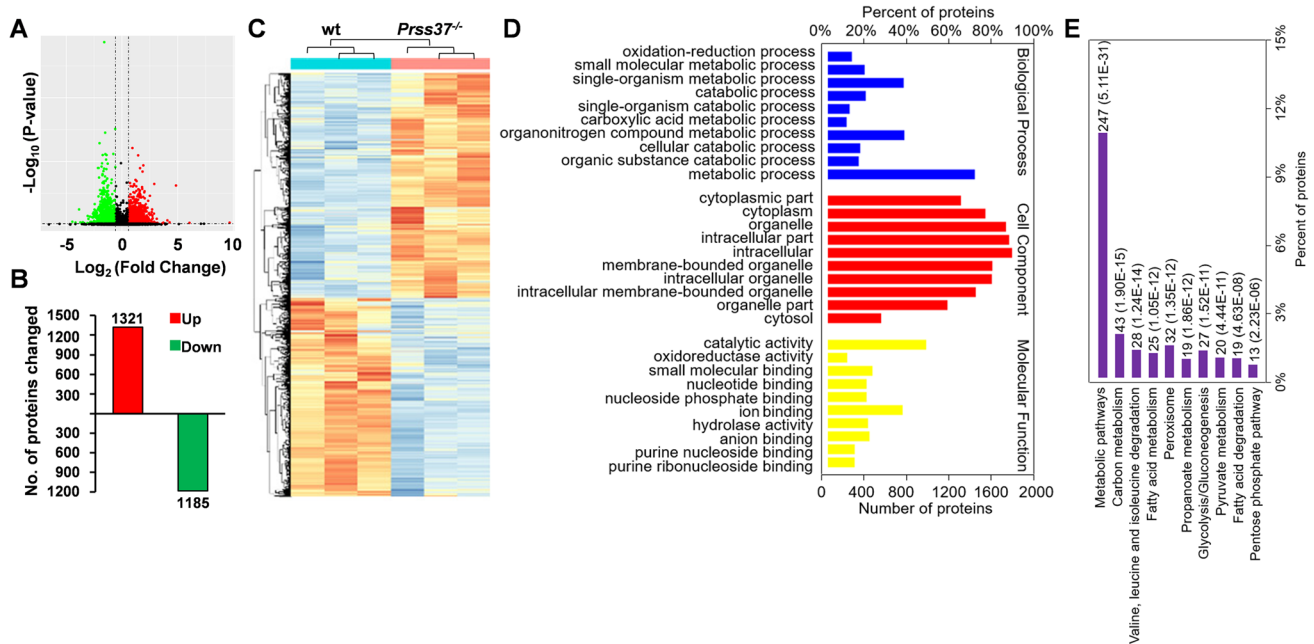 A
-Log10 (P-value)
-5
0
5
10
Log2 (Fold Change)
B
No. of proteins changed
1500
1200
900
600
300
300
600
900
1200
1321
1185
Up
Down
C
wt
Prss37-/-
D
Percent of proteins
0% 20% 40% 60% 80% 100%
oxidation-reduction process
small molecular metabolic process
single-organism metabolic process
catabolic process
single-organism catabolic process
carboxylic acid metabolic process
organonitrogen compound metabolic process
cellular catabolic process
organic substance catabolic process
metabolic process
Biological Process
cytoplasmic part
cytoplasm
organelle
intracellular part
intracellular
membrane-bounded organelle
intracellular organelle
intracellular membrane-bounded organelle
organelle part
cytosol
Cell Component
catalytic activity
oxidoreductase activity
small molecular binding
nucleotide binding
nucleoside phosphate binding
ion binding
hydrolase activity
anion binding
purine nucleoside binding
purine ribonucleoside binding
Molecular Function
0 400 800 1200 1600 2000
Number of proteins
E
247 (5.11E-31)
43 (1.90E-15)
28 (1.24E-14)
25 (1.05E-12)
32 (1.35E-12)
19 (1.86E-12)
27 (1.52E-11)
20 (4.44E-11)
19 (4.63E-08)
13 (2.23E-06)
15%
12%
9%
6%
3%
0%
Percent of proteins
Metabolic pathways
Carbon metabolism
Valine, leucine and isoleucine degradation
Fatty acid metabolism
Peroxisome
Propanoate metabolism
Glycolysis/Gluconeogenesis
Pyruvate metabolism
Fatty acid degradation
Pentose phosphate pathway